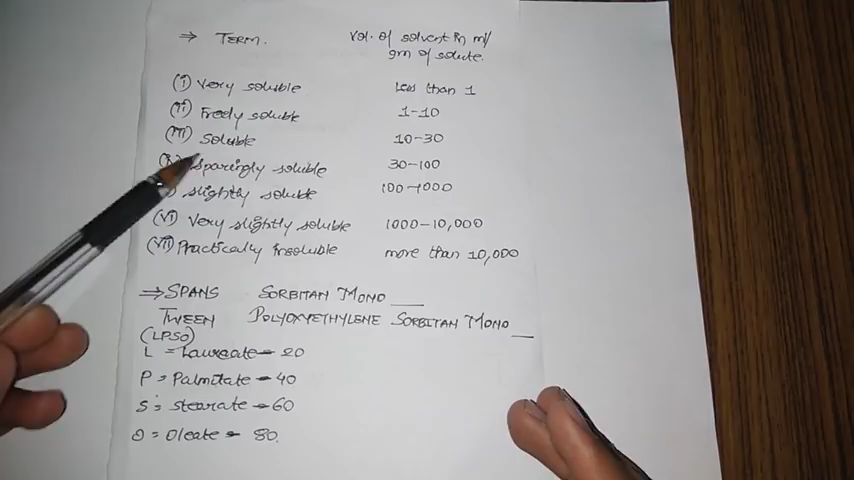 ⇒ TERM. Vol. of solvent in ml/
gm of solute.
(i) Very soluble Less than 1
(ii) Freely soluble 1-10
(iii) Soluble 10-30
sparingly soluble 30-100
slightly soluble 100-1000
(vi) Very slightly soluble 1000-10,000
(vii) Practically insoluble more than 10,000
⇒ SPANS SORBITAN MONO ___
TWEEN POLYOXYETHYLENE SORBITAN MONO __
(LPSO)
L = Laureate - 20
P = Palmitate - 40
S = stearate - 60
O = Oleate - 80.